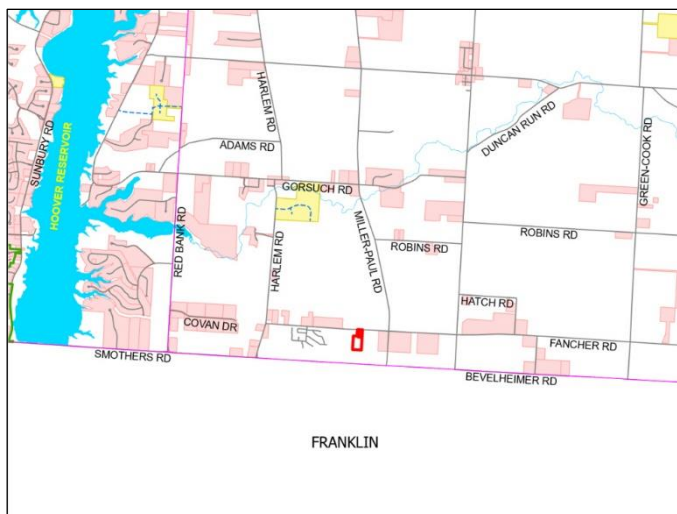 HARLEM RD
SUNBURY RD
HOOVER RESERVOIR
ADAMS RD
DUNCAN RUN RD
GREEN-COOK RD
GORSUCH RD
RED BANK RD
HARLEM RD
MILLER-PAUL RD
ROBINS RD
ROBINS RD
HATCH RD
COVAN DR
FANCHER RD
SMOTHERS RD
BEVELHEIMER RD
FRANKLIN